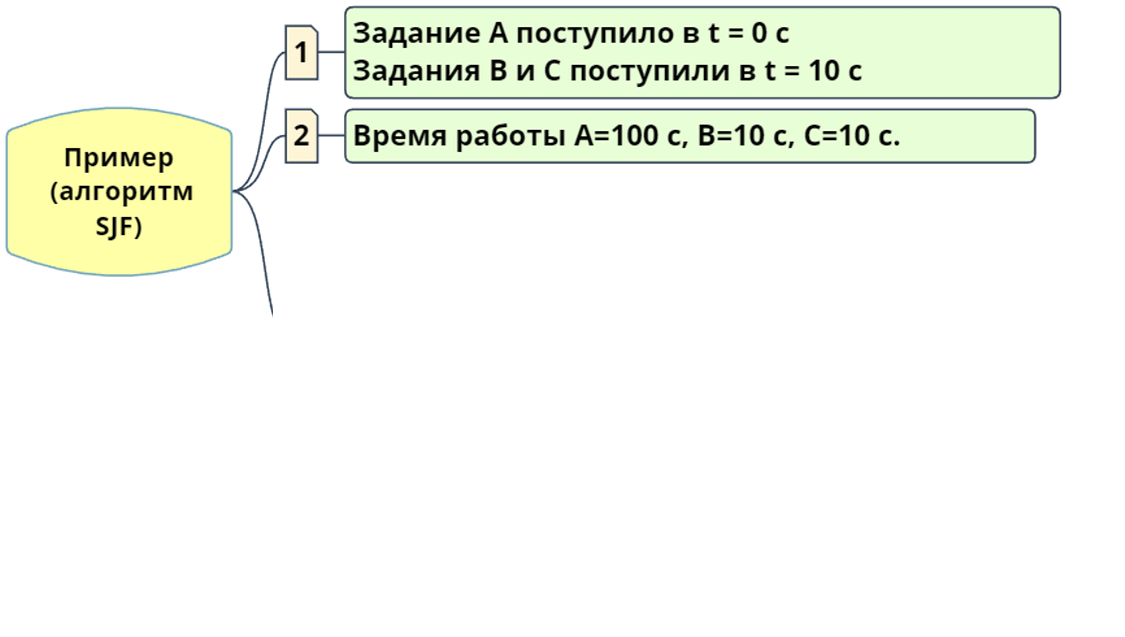 1
Задание A поступило в t = 0 с
Задания B и C поступили в t = 10 с
2
Время работы A=100 с, B=10 с, C=10 с.
Пример
(алгоритм
SJF)